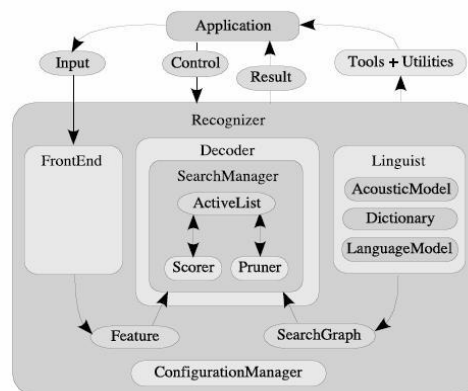 Application
Input
Control
Result
Tools + Utilities
Recognizer
FrontEnd
Decoder
SearchManager
ActiveList
Scorer
Pruner
Linguist
AcousticModel
Dictionary
LanguageModel
Feature
SearchGraph
ConfigurationManager